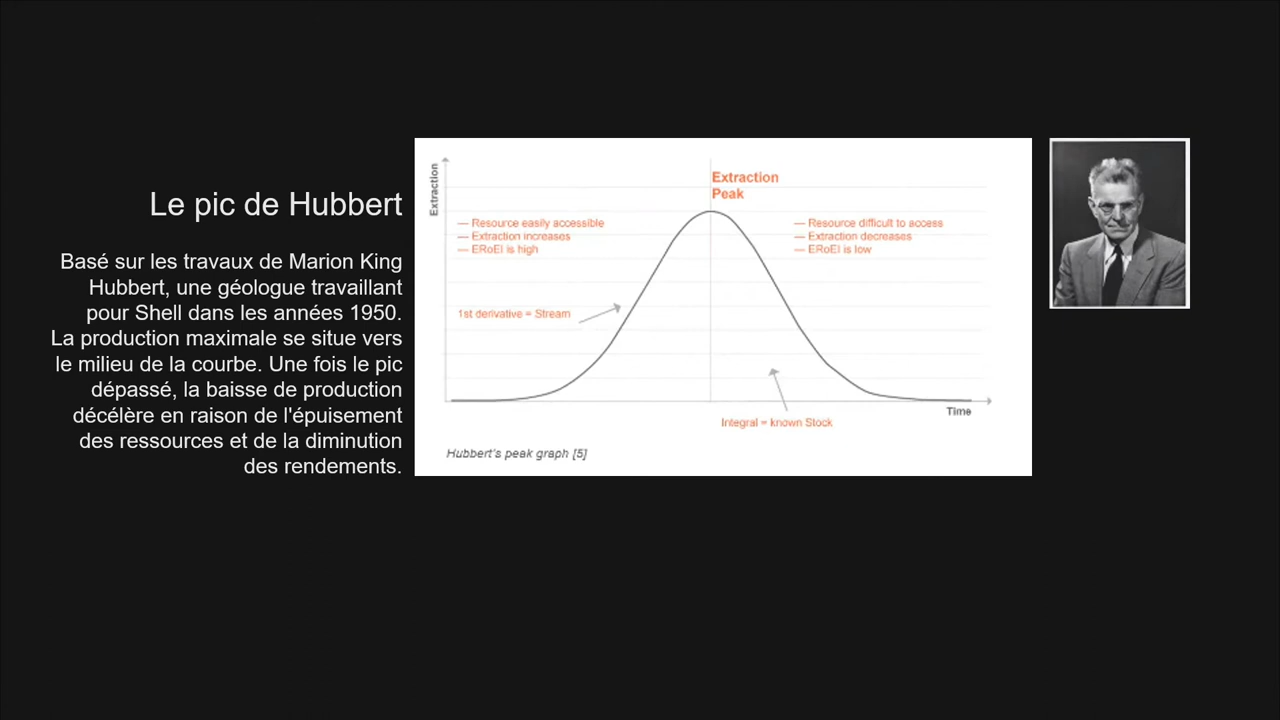 Le pic de Hubbert
Basé sur les travaux de Marion King
Hubbert, une géologue travaillant
pour Shell dans les années 1950.
La production maximale se situe vers
le milieu de la courbe. Une fois le pic
dépassé, la baisse de production
décélère en raison de l'épuisement
des ressources et de la diminution
des rendements.
Extraction
Extraction
Peak
— Resource easily accessible
— Extraction increases
— ERoEI is high
— Resource difficult to access
— Extraction decreases
— ERoEI is low
1st derivative = Stream
Time
Integral = known Stock
Hubbert's peak graph [5]